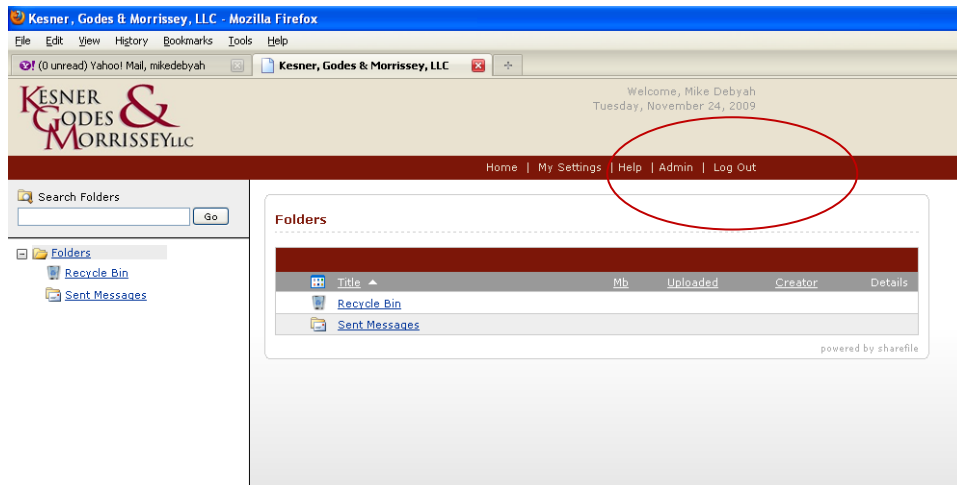 Kesner, Godes & Morrissey, LLC - Mozilla Firefox
File Edit View History Bookmarks Tools Help
(0 unread) Yahoo! Mail, mikedebyah Kesner, Godes & Morrissey, LLC
KESNER
GODES &
MORRISSEY LLC
Welcome, Mike Debyah
Tuesday, November 24, 2009
Home | My Settings | Help | Admin | Log Out
Search Folders
Go
Folders
Recycle Bin
Sent Messages
Folders
Title Mb Uploaded Creator Details
Recycle Bin
Sent Messages
powered by sharefile